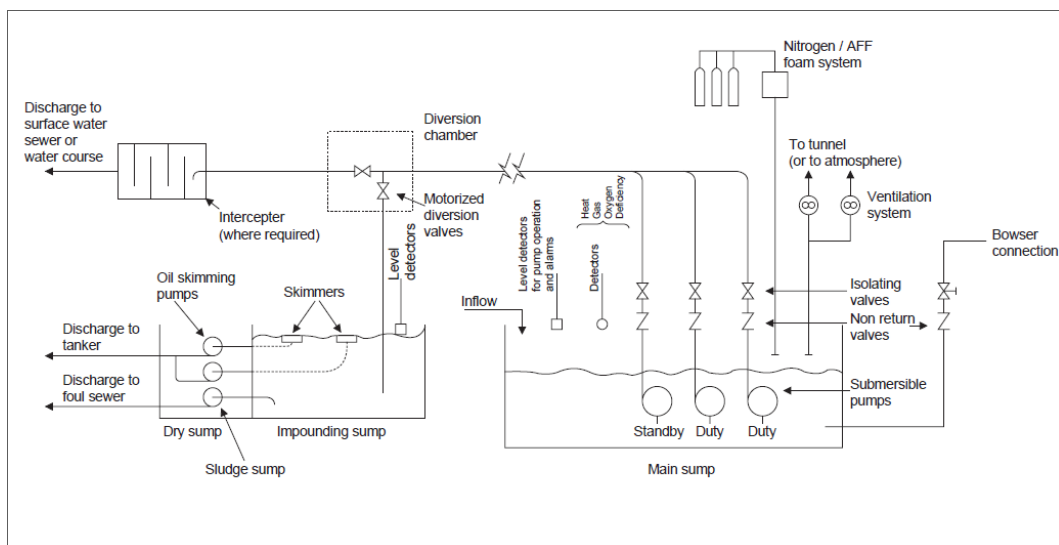 Nitrogen / AFF
foam system
Discharge to
surface water
sewer or
water course
Diversion
chamber
To tunnel
(or to atmosphere)
Ventilation
system
Intercepter
(where required)
Motorized
diversion
valves
Level
detectors
Heat
Gas
Oxygen
Deficiency
Level detectors
for pump operation
and alarms
Detectors
Bowser
connection
Oil skimming
pumps
Skimmers
Inflow
Isolating
valves
Non return
valves
Discharge to
tanker
Discharge to
foul sewer
Submersible
pumps
Dry sump
Impounding sump
Standby
Duty
Duty
Sludge sump
Main sump